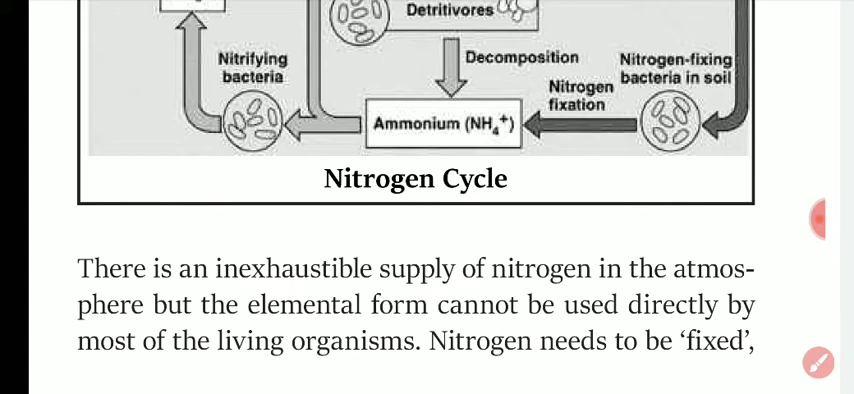 Detritivores
Nitrifying
bacteria
Decomposition
Nitrogen-fixing
bacteria in soil
Nitrogen
fixation
Ammonium (NH₄⁺)
Nitrogen Cycle
There is an inexhaustible supply of nitrogen in the atmos-
phere but the elemental form cannot be used directly by
most of the living organisms. Nitrogen needs to be ‘fixed’,